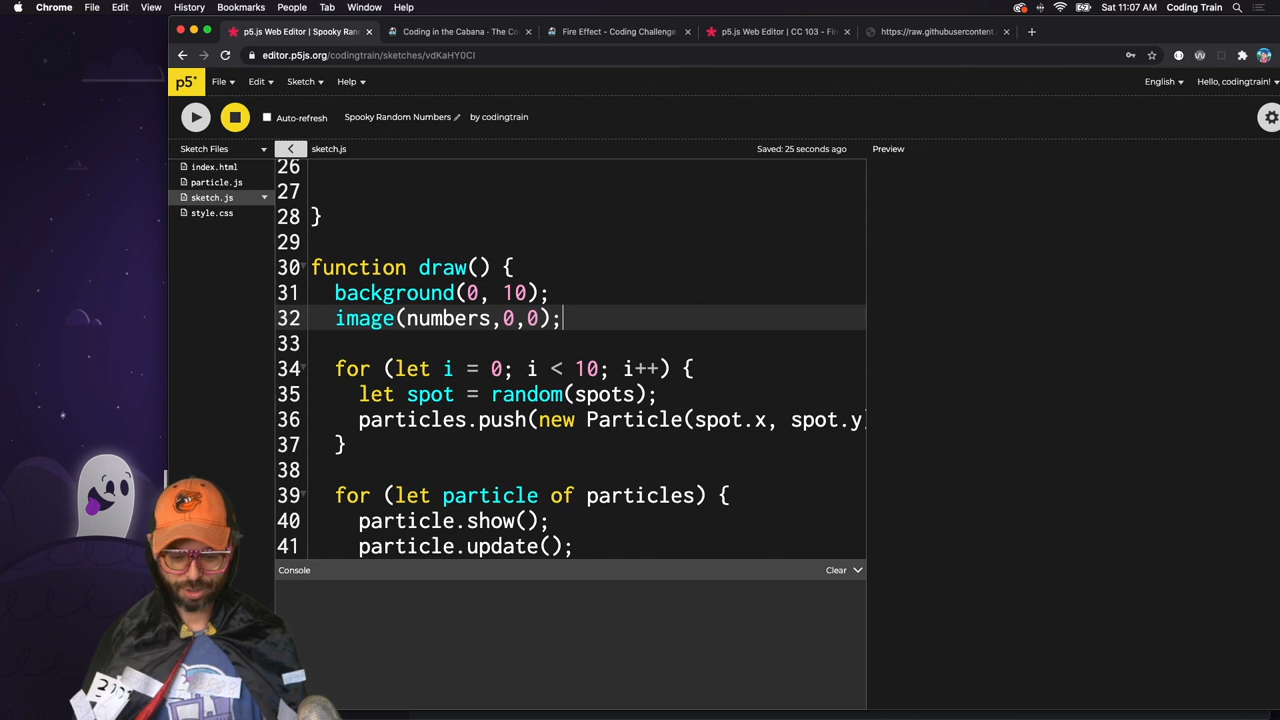 Chrome File Edit View History Bookmarks People Tab Window Help
Sat 11:07 AM Coding Train
p5.js Web Editor | Spooky Ran
Coding in the Cabana · The Co
Fire Effect - Coding Challenge
p5.js Web Editor | CC 103 - Fi
https://raw.githubusercontent.
editor.p5js.org/codingtrain/sketches/vdKaHY0CI
p5* File Edit Sketch Help
English Hello, codingtrain!
Auto-refresh Spooky Random Numbers by codingtrain
Sketch Files
sketch.js
Saved: 25 seconds ago
Preview
index.html
particle.js
sketch.js
style.css
26
27
28 }
29
30 function draw() {
31 background(0, 10);
32 image(numbers,0,0);
33
34 for (let i = 0; i < 10; i++) {
35 let spot = random(spots);
36 particles.push(new Particle(spot.x, spot.y)
37 }
38
39 for (let particle of particles) {
40 particle.show();
41 particle.update();
Console
Clear